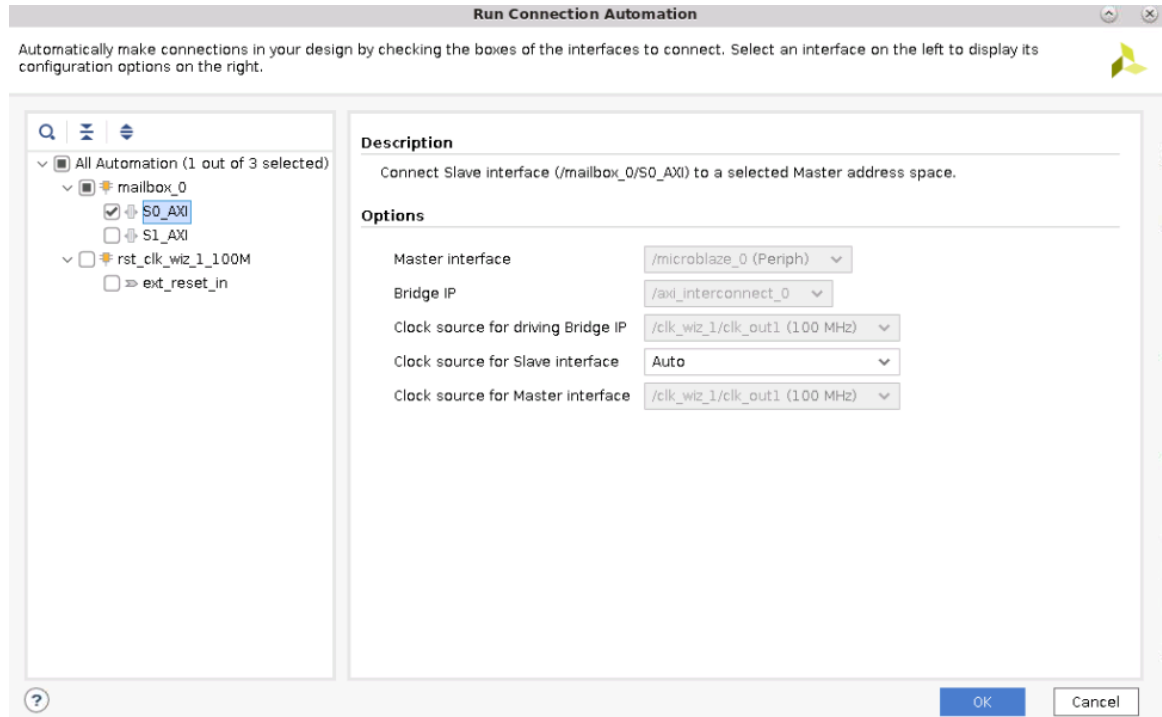 Run Connection Automation
Automatically make connections in your design by checking the boxes of the interfaces to connect. Select an interface on the left to display its
configuration options on the right.
All Automation (1 out of 3 selected)
mailbox_0
S0_AXI
S1_AXI
rst_clk_wiz_1_100M
ext_reset_in
Description
Connect Slave interface (/mailbox_0/S0_AXI) to a selected Master address space.
Options
Master interface /microblaze_0 (Periph)
Bridge IP /axi_interconnect_0
Clock source for driving Bridge IP /clk_wiz_1/clk_out1 (100 MHz)
Clock source for Slave interface Auto
Clock source for Master interface /clk_wiz_1/clk_out1 (100 MHz)
?
OK Cancel